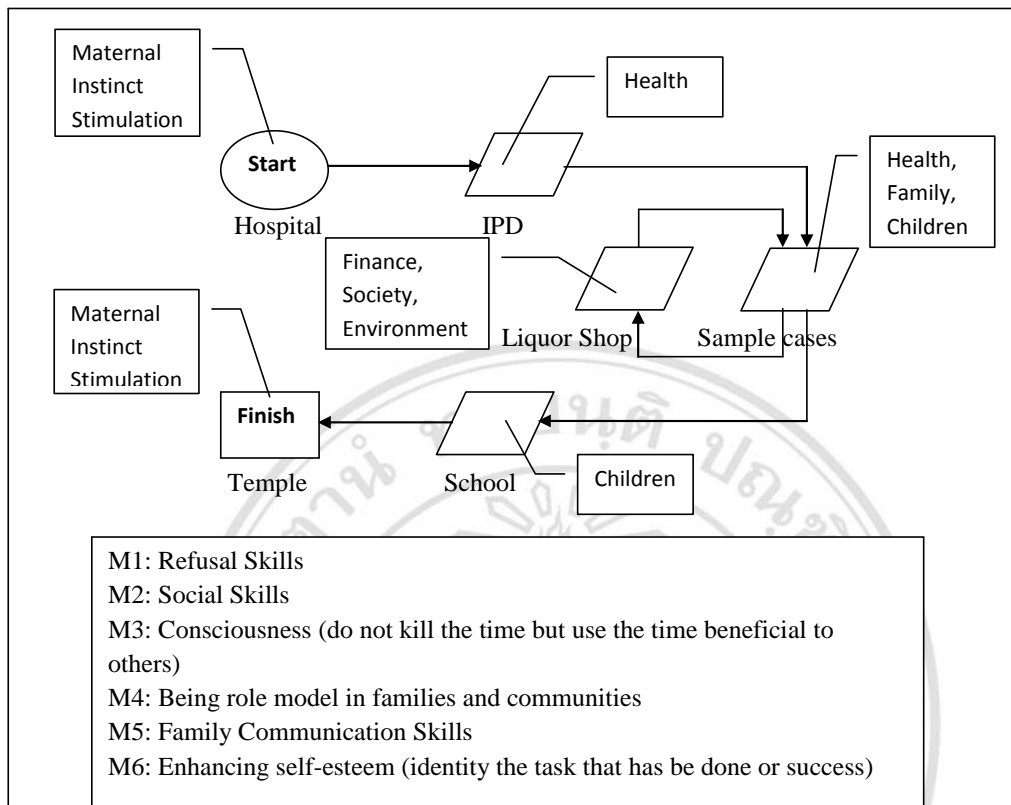 Maternal
Instinct
Stimulation
Health
Start
Health,
Family,
Children
Hospital
IPD
Finance,
Society,
Environment
Liquor Shop
Sample cases
Maternal
Instinct
Stimulation
Finish
Temple
School
Children
M1: Refusal Skills
M2: Social Skills
M3: Consciousness (do not kill the time but use the time beneficial to
others)
M4: Being role model in families and communities
M5: Family Communication Skills
M6: Enhancing self-esteem (identity the task that has be done or success)